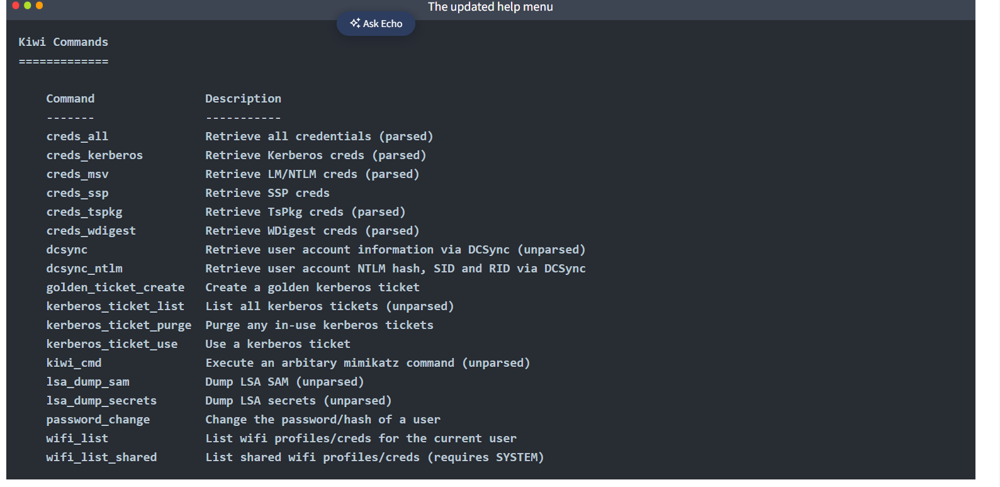 The updated help menu
Ask Echo
Kiwi Commands
=============
Command Description
------- -----------
creds_all Retrieve all credentials (parsed)
creds_kerberos Retrieve Kerberos creds (parsed)
creds_msv Retrieve LM/NTLM creds (parsed)
creds_ssp Retrieve SSP creds
creds_tspkg Retrieve TsPkg creds (parsed)
creds_wdigest Retrieve WDigest creds (parsed)
dcsync Retrieve user account information via DCSync (unparsed)
dcsync_ntlm Retrieve user account NTLM hash, SID and RID via DCSync
golden_ticket_create Create a golden kerberos ticket
kerberos_ticket_list List all kerberos tickets (unparsed)
kerberos_ticket_purge Purge any in-use kerberos tickets
kerberos_ticket_use Use a kerberos ticket
kiwi_cmd Execute an arbitary mimikatz command (unparsed)
lsa_dump_sam Dump LSA SAM (unparsed)
lsa_dump_secrets Dump LSA secrets (unparsed)
password_change Change the password/hash of a user
wifi_list List wifi profiles/creds for the current user
wifi_list_shared List shared wifi profiles/creds (requires SYSTEM)